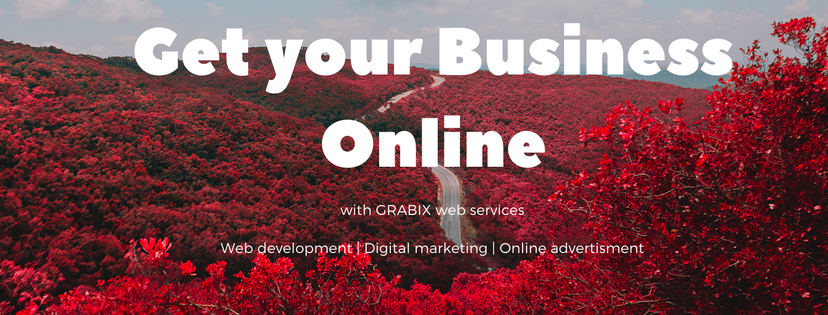 Get your Business
Online
with GRABIX web services
Web development | Digital marketing | Online advertisment